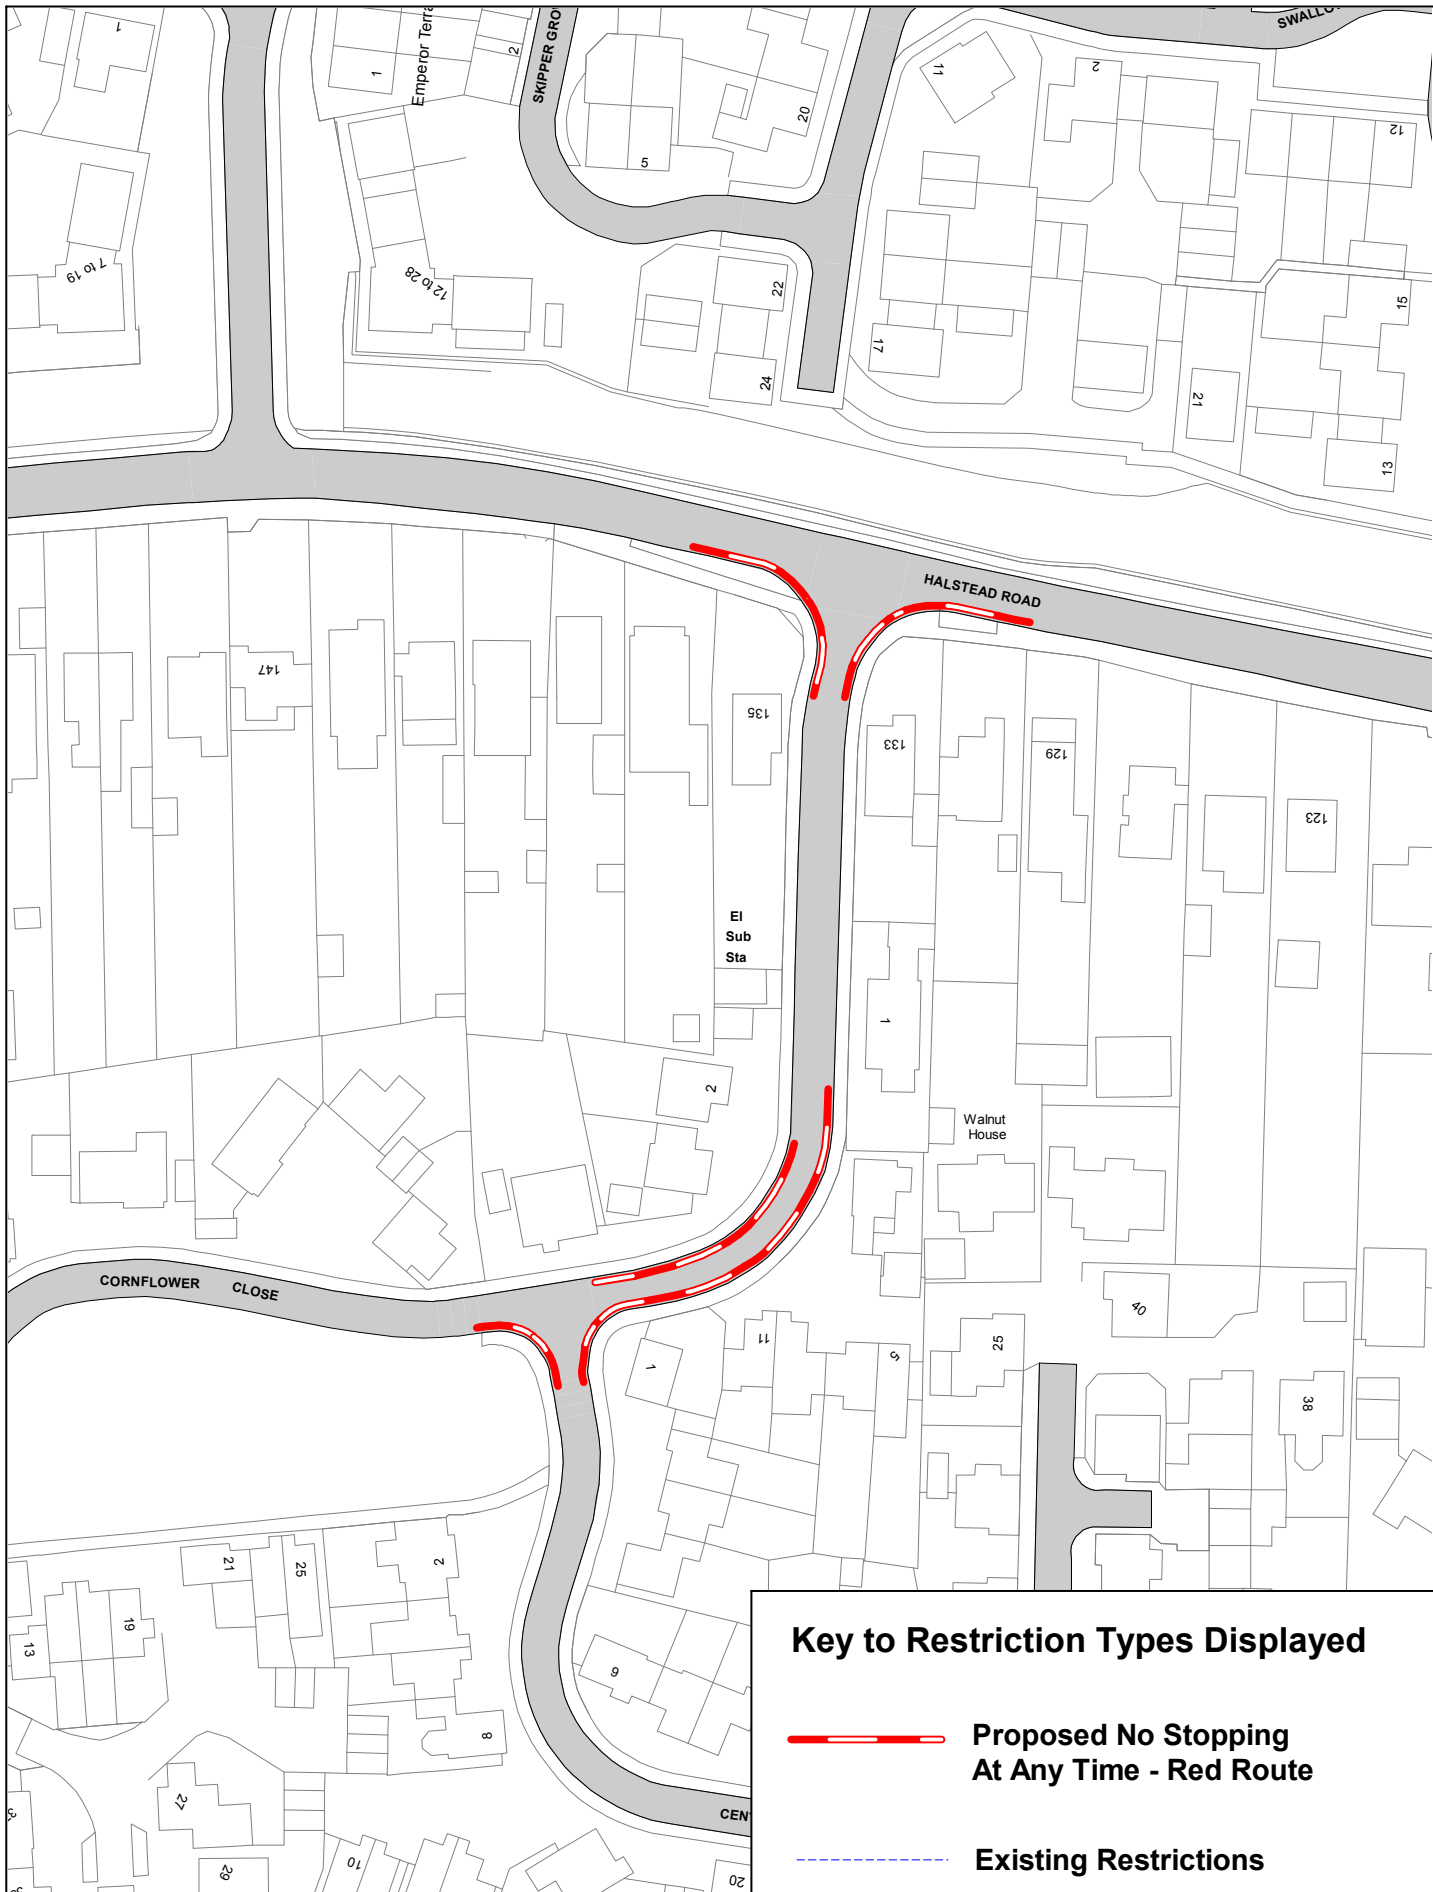 1
1
Emperor Terra
2
SKIPPER GRO
5
20
SWALLO
11
2
12
7 to 19
12 to 28
22
24
17
15
21
13
HALSTEAD ROAD
147
135
133
129
123
El
Sub
Sta
1
2
Walnut
House
CORNFLOWER CLOSE
40
1
11
5
25
38
21
25
2
13
19
9
8
27
29
10
20
CEN
Key to Restriction Types Displayed
Proposed No Stopping
At Any Time - Red Route
Existing Restrictions